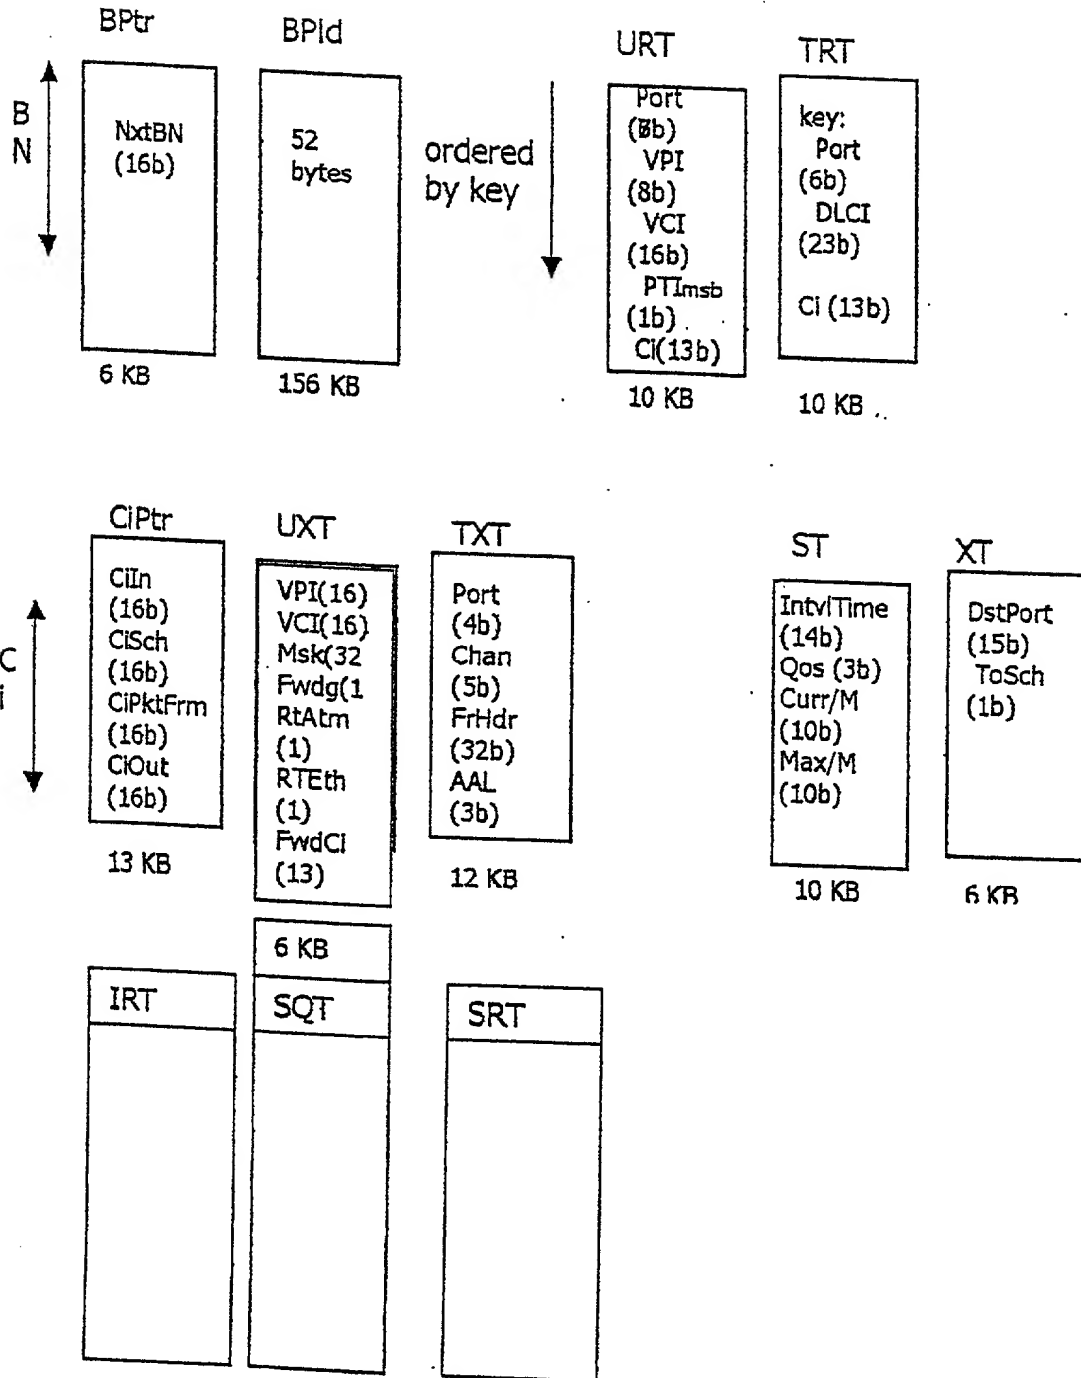 BPtr
BPld
URT
TRT
B
N
NxtBN
(16b)
52
bytes
ordered
by key
Port
VPI
(8b)
VCI
(16b)
PTImsb
(1b)
Ci(13b)
key:
Port
(6b)
DLCI
(23b)
Ci (13b)
6 KB
156 KB
10 KB
10 KB
CiPtr
UXT
TXT
ST
XT
C
i
CiIn
(16b)
CiSch
(16b)
CiPktFrm
(16b)
CiOut
(16b)
VPI(16)
VCI(16)
Msk(32
Fwdg(1
RtAtm
(1)
RTEth
(1)
FwdCi
(13)
Port
(4b)
Chan
(5b)
FrHdr
(32b)
AAL
(3b)
IntvlTime
(14b)
Qos (3b)
Curr/M
(10b)
Max/M
(10b)
DstPort
(15b)
ToSch
(1b)
13 KB
12 KB
10 KB
6 KB
6 KB
IRT
SQT
SRT